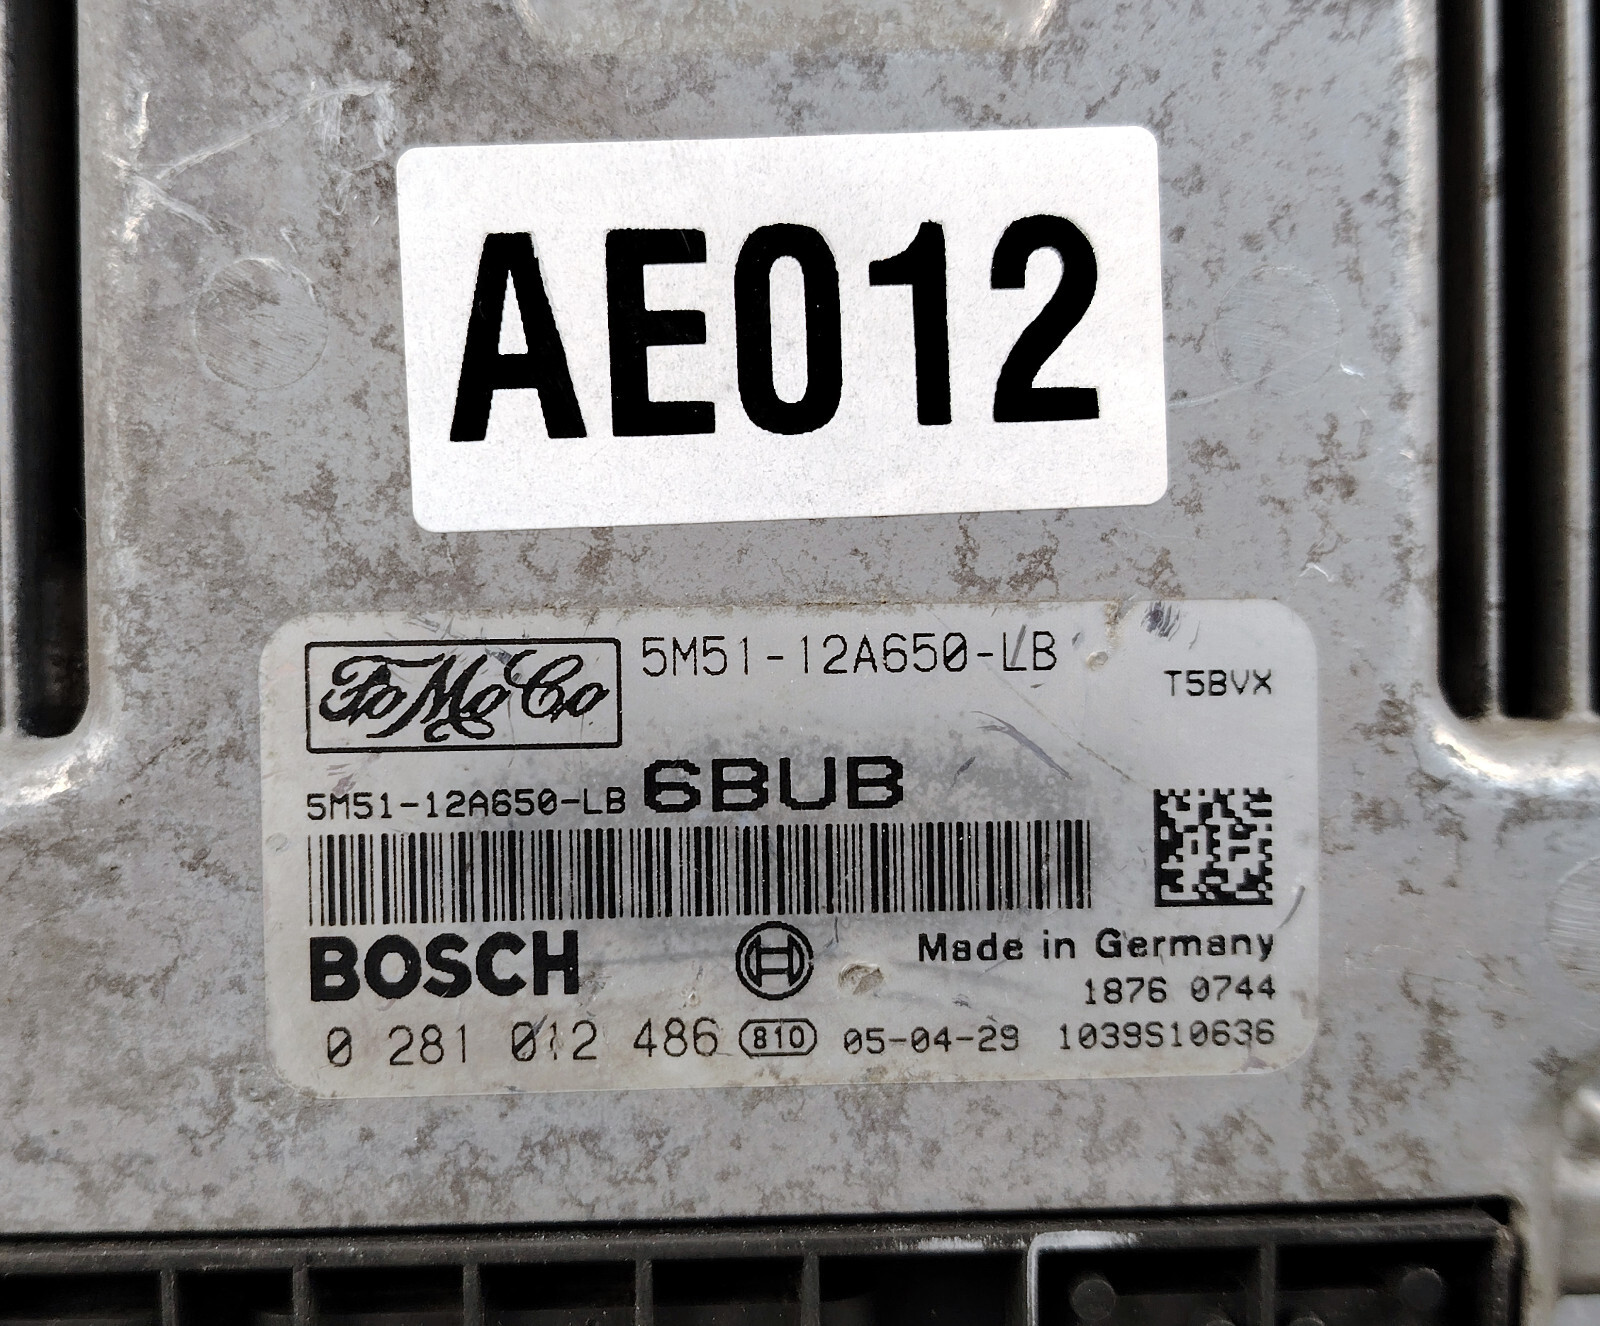 AE012
FoMoCo 5M51-12A650-LB
T5BVX
5M51-12A650-LB 6BUB
BOSCH
Made in Germany
1876 0744
0 281 012 486 810 05-04-29 1039S10636